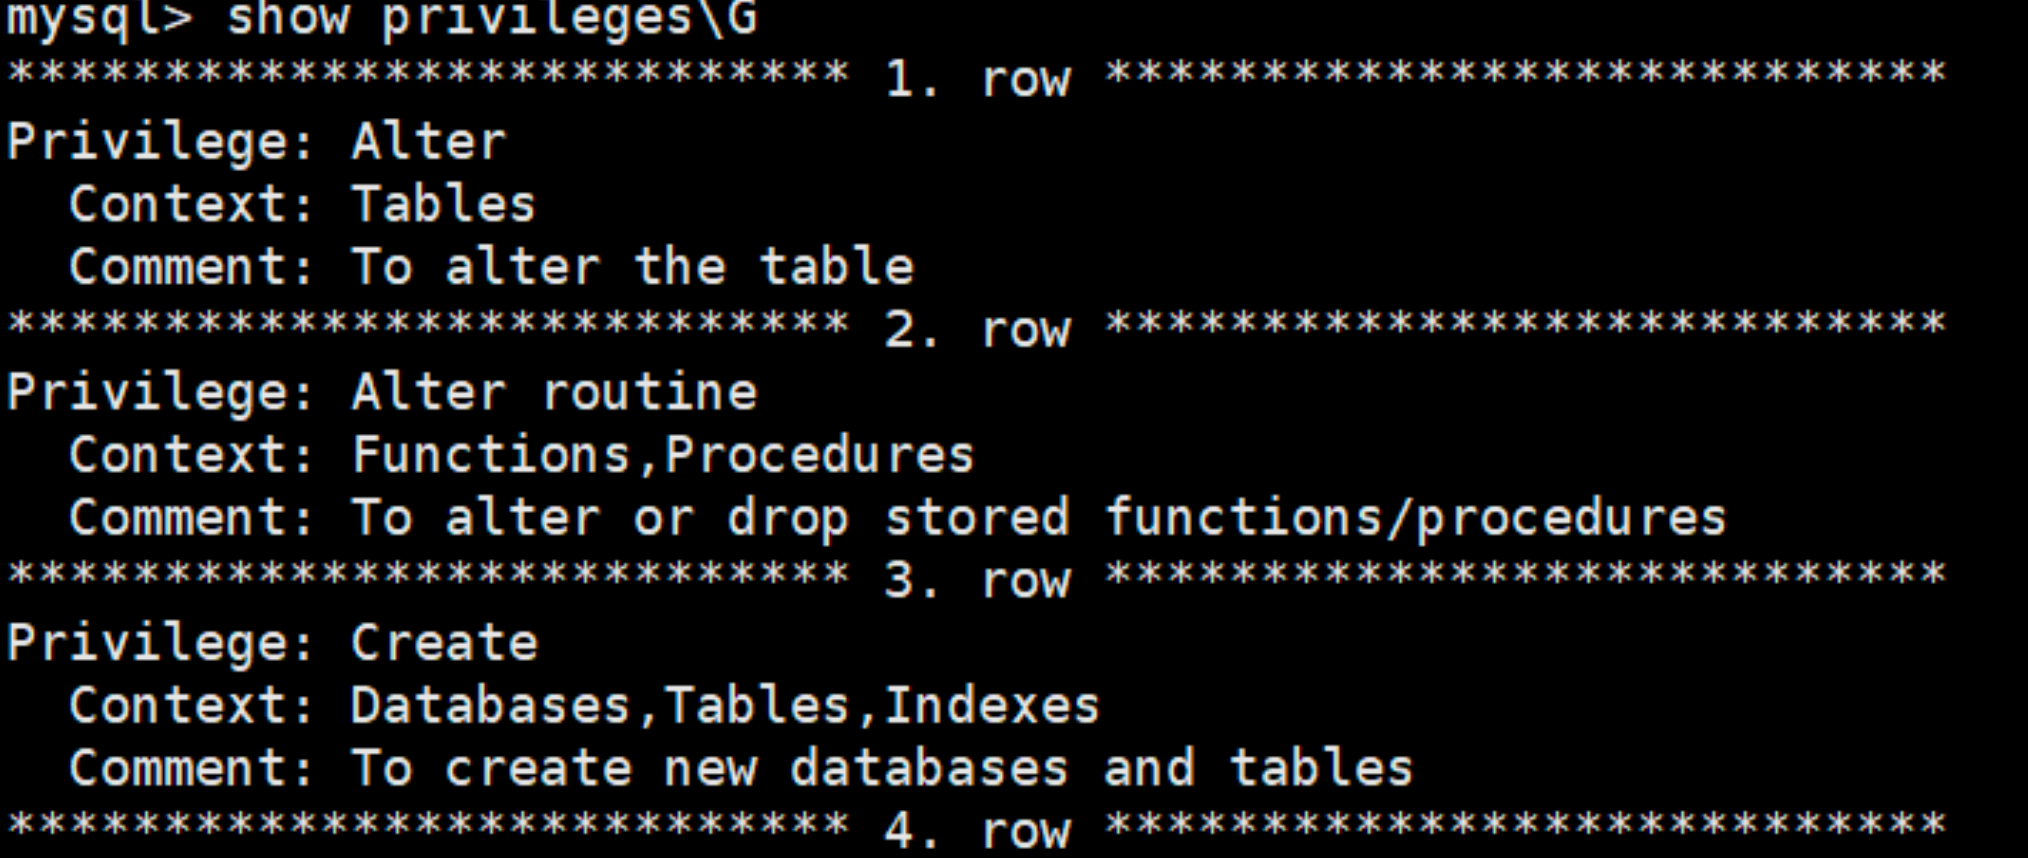 mysql> show privileges\G
*************************** 1. row ***************************
Privilege: Alter
  Context: Tables
  Comment: To alter the table
*************************** 2. row ***************************
Privilege: Alter routine
  Context: Functions,Procedures
  Comment: To alter or drop stored functions/procedures
*************************** 3. row ***************************
Privilege: Create
  Context: Databases,Tables,Indexes
  Comment: To create new databases and tables
*************************** 4. row ***************************